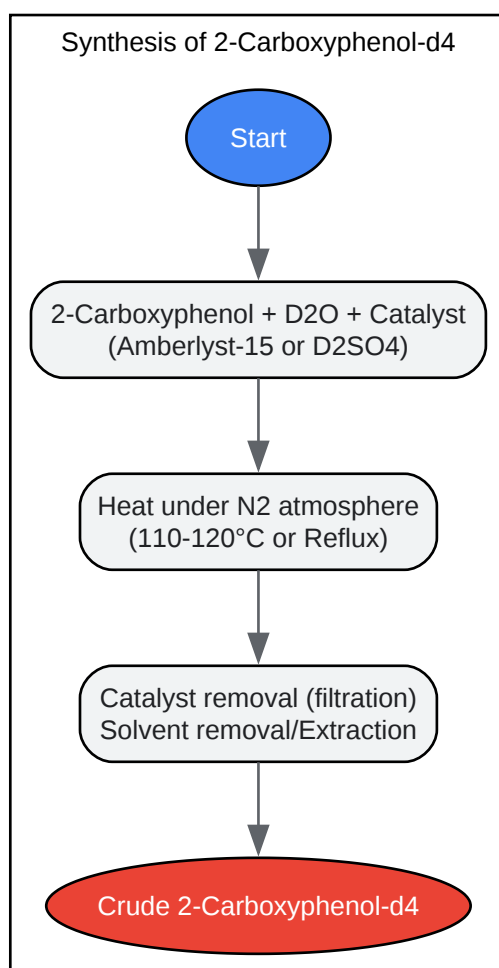 Synthesis of 2-Carboxyphenol-d4
Start
2-Carboxyphenol + D2O + Catalyst
(Amberlyst-15 or D2SO4)
Heat under N2 atmosphere
(110-120°C or Reflux)
Catalyst removal (filtration)
Solvent removal/Extraction
Crude 2-Carboxyphenol-d4